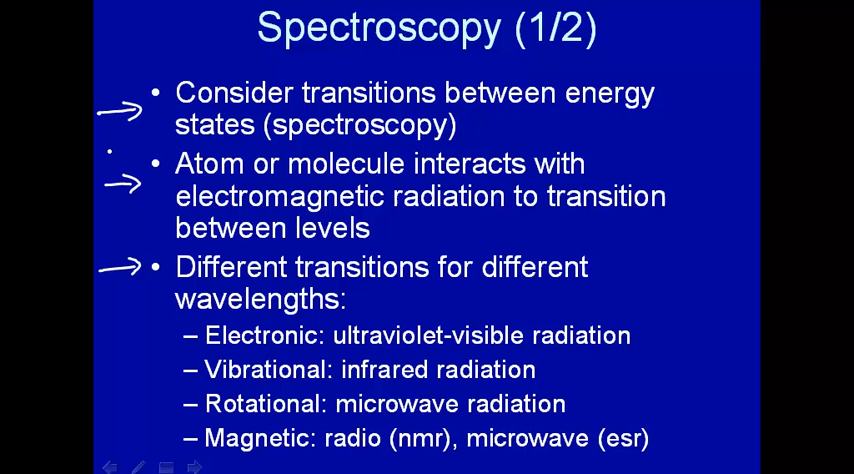 Spectroscopy (1/2)
• Consider transitions between energy
states (spectroscopy)
• Atom or molecule interacts with
electromagnetic radiation to transition
between levels
• Different transitions for different
wavelengths:
– Electronic: ultraviolet-visible radiation
– Vibrational: infrared radiation
– Rotational: microwave radiation
– Magnetic: radio (nmr), microwave (esr)